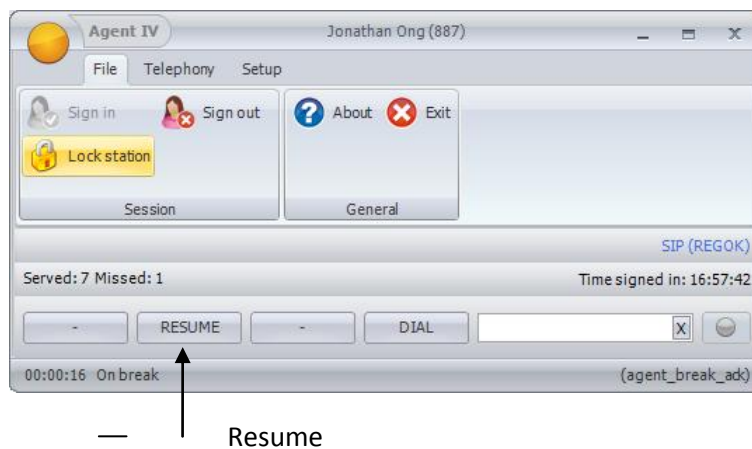 Agent IV Jonathan Ong (887)
File Telephony Setup
Sign in Sign out About Exit
Lock station
Session General
SIP (REGOK)
Served: 7 Missed: 1 Time signed in: 16:57:42
- RESUME - DIAL X
00:00:16 On break (agent_break_ack)
Resume